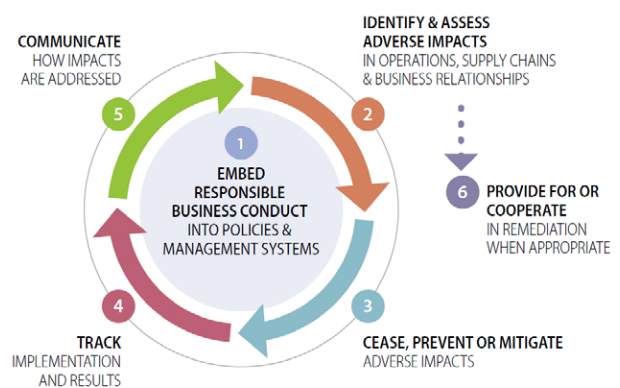 1
EMBED
RESPONSIBLE
BUSINESS CONDUCT
INTO POLICIES &
MANAGEMENT SYSTEMS
2
IDENTIFY & ASSESS
ADVERSE IMPACTS
IN OPERATIONS, SUPPLY CHAINS
& BUSINESS RELATIONSHIPS
3
CEASE, PREVENT OR MITIGATE
ADVERSE IMPACTS
4
TRACK
IMPLEMENTATION
AND RESULTS
5
COMMUNICATE
HOW IMPACTS
ARE ADDRESSED
6
PROVIDE FOR OR
COOPERATE
IN REMEDIATION
WHEN APPROPRIATE